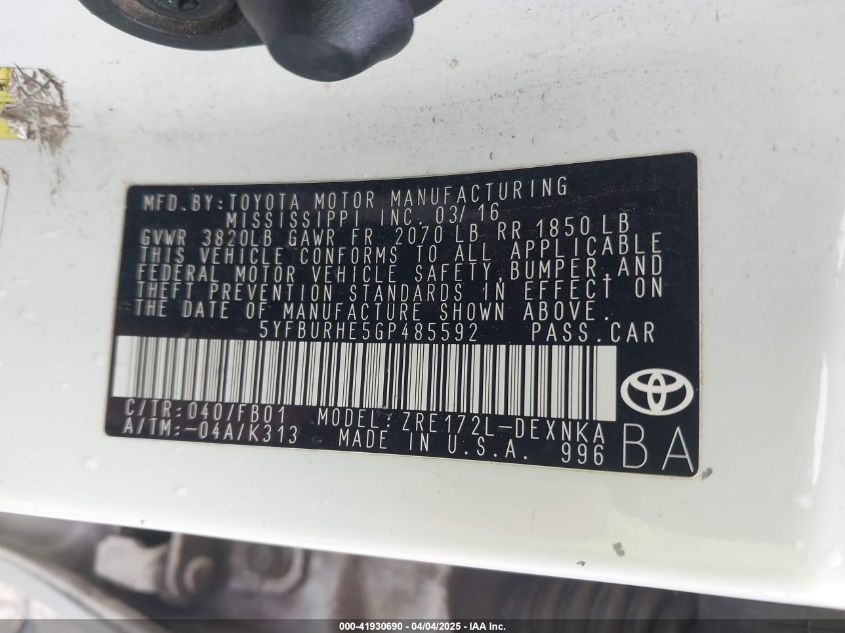 MFD.BY:TOYOTA MOTOR MANUFACTURING
MISSISSIPPI INC. 03/16
GVWR 3820LB GAWR FR 2070 LB RR 1850 LB
THIS VEHICLE CONFORMS TO ALL APPLICABLE
FEDERAL MOTOR VEHICLE SAFETY,BUMPER,AND
THEFT PREVENTION STANDARDS IN EFFECT ON
THE DATE OF MANUFACTURE SHOWN ABOVE.
5YFBURHE5GP485592 PASS.CAR
C/TR:040/FB01 MODEL:ZRE172L-DEXNKA
A/TM:-04A/K313 MADE IN U.S.A. 996 BA
000-41930690 - 04/04/2025 - IAA Inc.